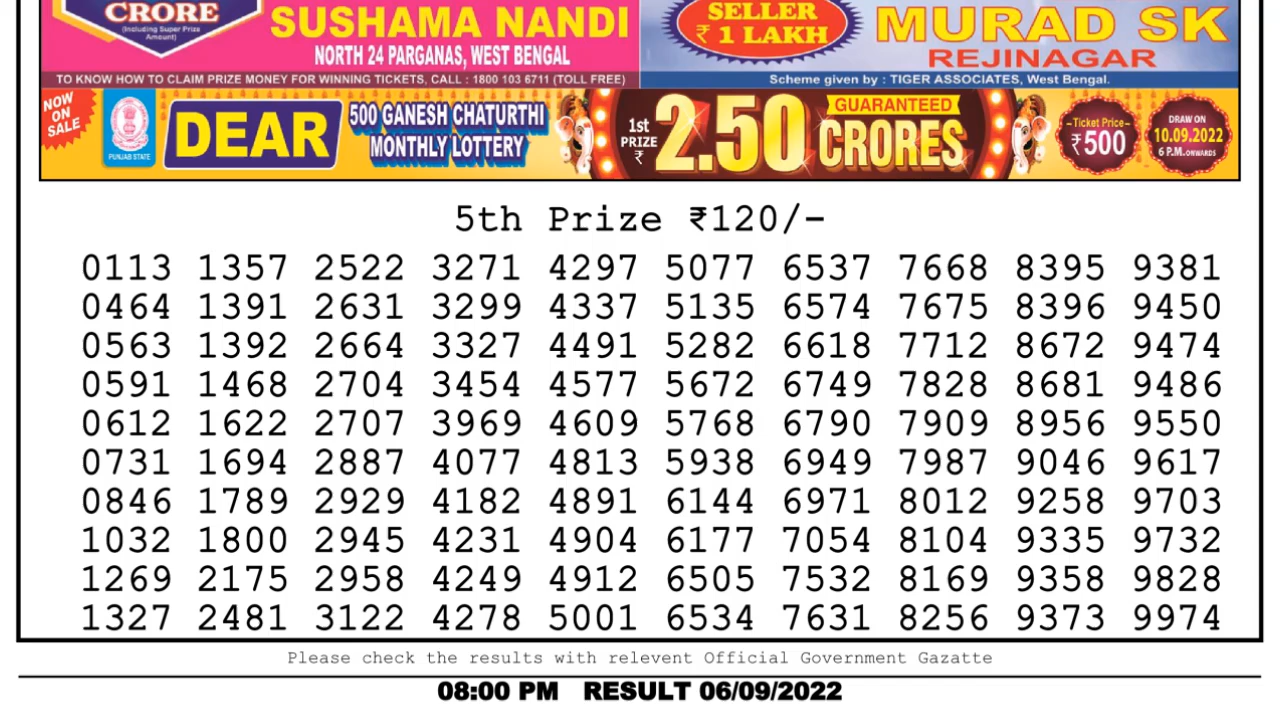 CRORE
(Including Super Prize
Amount)
SUSHAMA NANDI
NORTH 24 PARGANAS, WEST BENGAL
SELLER
₹ 1 LAKH
MURAD SK
REJINAGAR
TO KNOW HOW TO CLAIM PRIZE MONEY FOR WINNING TICKETS, CALL : 1800 103 6711 (TOLL FREE)
Scheme given by : TIGER ASSOCIATES, West Bengal.
NOW
ON
SALE
PUNJAB STATE
DEAR
500 GANESH CHATURTHI
MONTHLY LOTTERY
1st
PRIZE
₹
2.50
GUARANTEED
CRORES
Ticket Price
₹500
DRAW ON
10.09.2022
6 P.M. ONWARDS
5th Prize ₹120/-
0113 1357 2522 3271 4297 5077 6537 7668 8395 9381
0464 1391 2631 3299 4337 5135 6574 7675 8396 9450
0563 1392 2664 3327 4491 5282 6618 7712 8672 9474
0591 1468 2704 3454 4577 5672 6749 7828 8681 9486
0612 1622 2707 3969 4609 5768 6790 7909 8956 9550
0731 1694 2887 4077 4813 5938 6949 7987 9046 9617
0846 1789 2929 4182 4891 6144 6971 8012 9258 9703
1032 1800 2945 4231 4904 6177 7054 8104 9335 9732
1269 2175 2958 4249 4912 6505 7532 8169 9358 9828
1327 2481 3122 4278 5001 6534 7631 8256 9373 9974
Please check the results with relevent Official Government Gazatte
08:00 PM RESULT 06/09/2022